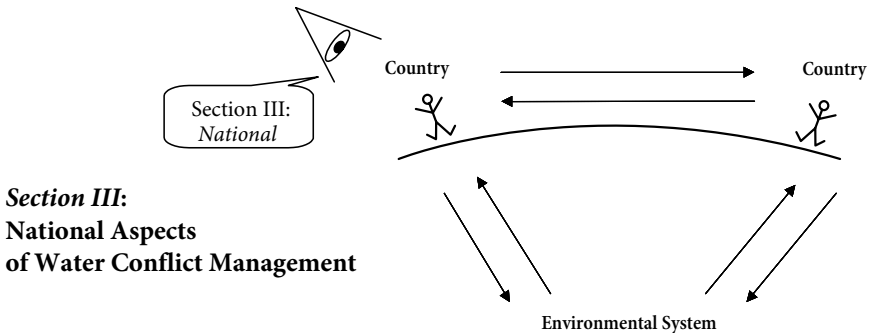 Country
Country
Section III:
National
Section III:
National Aspects
of Water Conflict Management
Environmental System